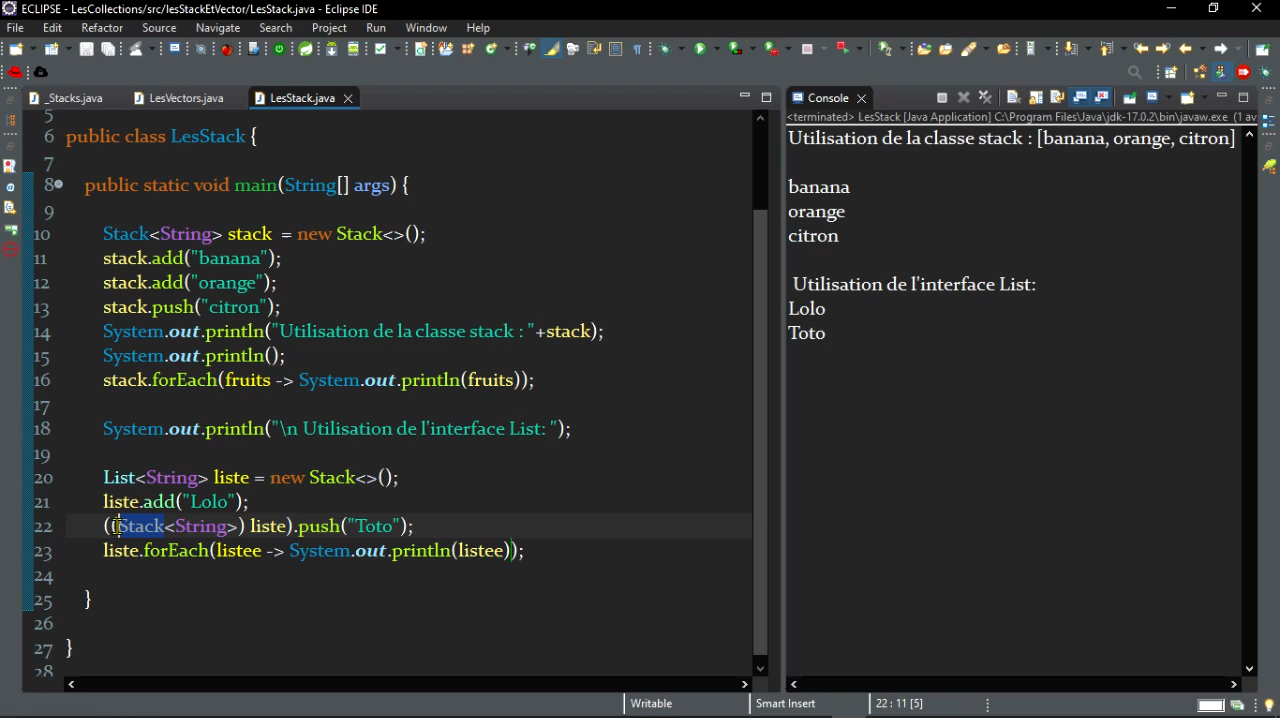 ECLIPSE - LesCollections/src/lesStackEtVector/LesStack.java - Eclipse IDE
File Edit Refactor Source Navigate Search Project Run Window Help
_Stacks.java LesVectors.java LesStack.java
5
6 public class LesStack {
7
8 public static void main(String[] args) {
9
10 Stack<String> stack = new Stack<>();
11 stack.add("banana");
12 stack.add("orange");
13 stack.push("citron");
14 System.out.println("Utilisation de la classe stack : "+stack);
15 System.out.println();
16 stack.forEach(fruits -> System.out.println(fruits));
17
18 System.out.println("\n Utilisation de l'interface List: ");
19
20 List<String> liste = new Stack<>();
21 liste.add("Lolo");
22 ((Stack<String>) liste).push("Toto");
23 liste.forEach(listee -> System.out.println(listee));
24
25 }
26
27 }
28
Console
<terminated> LesStack [Java Application] C:\Program Files\Java\jdk-17.0.2\bin\javaw.exe (1 av
Utilisation de la classe stack : [banana, orange, citron]
banana
orange
citron
Utilisation de l'interface List:
Lolo
Toto
Writable Smart Insert 22 : 11 [5]